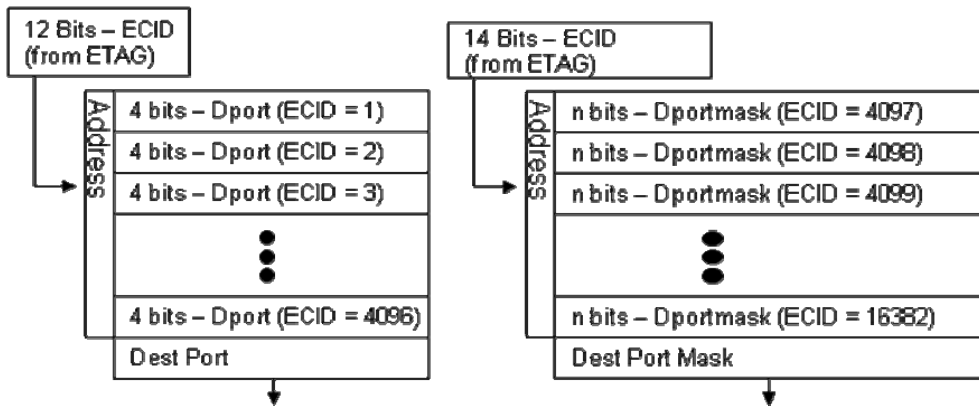 12 Bits – ECID
(from ETAG)
Address
4 bits – Dport (ECID = 1)
4 bits – Dport (ECID = 2)
4 bits – Dport (ECID = 3)
4 bits – Dport (ECID = 4096)
Dest Port
14 Bits – ECID
(from ETAG)
Address
n bits – Dportmask (ECID = 4097)
n bits – Dportmask (ECID = 4098)
n bits – Dportmask (ECID = 4099)
n bits – Dportmask (ECID = 16382)
Dest Port Mask